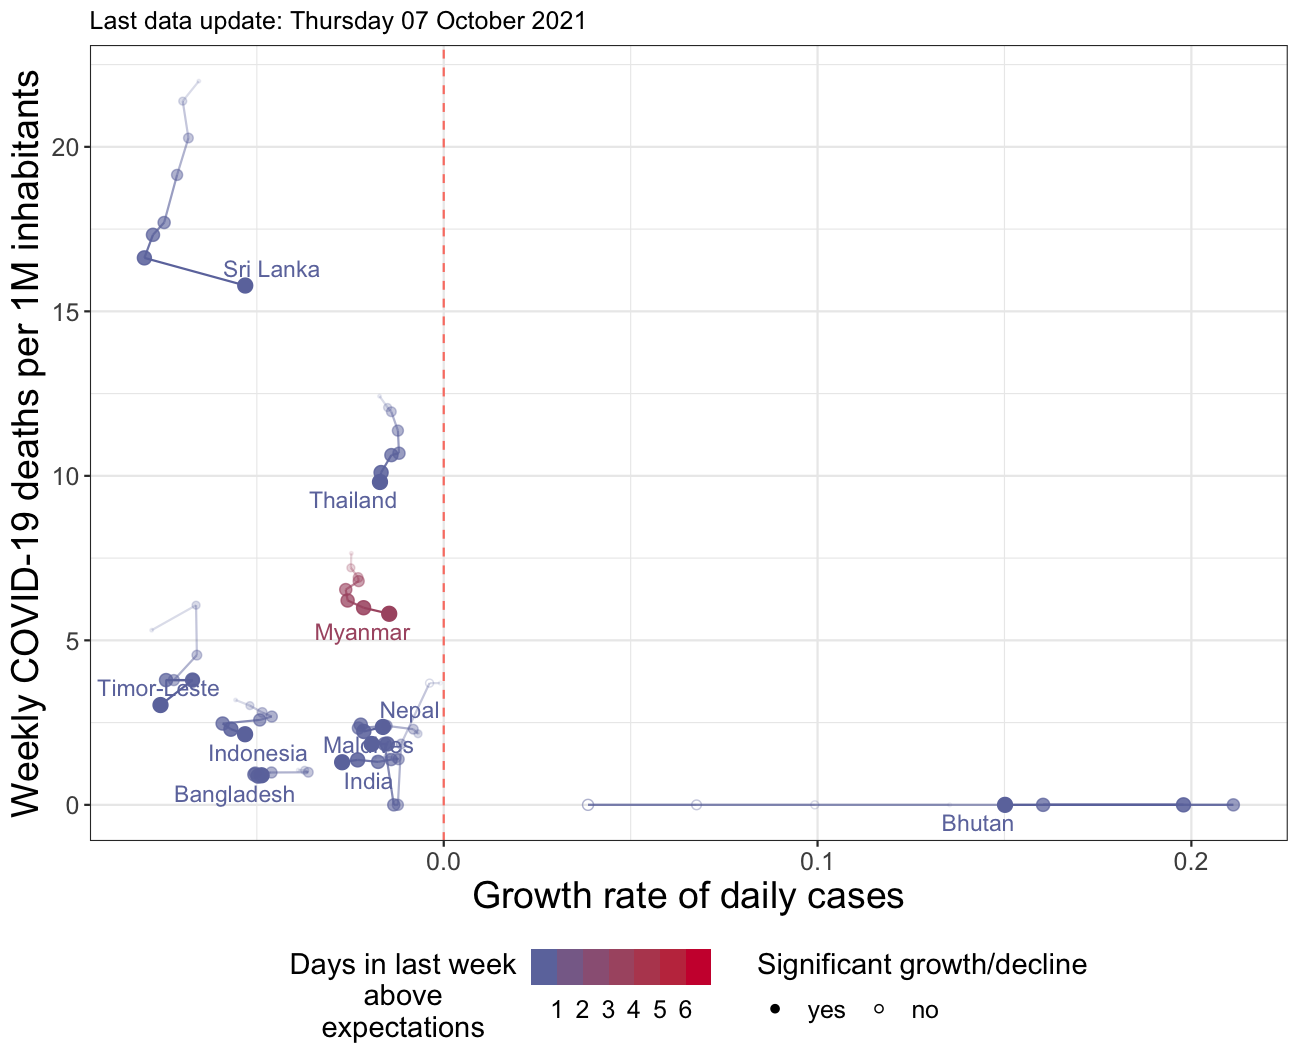 Last data update: Thursday 07 October 2021
Weekly COVID-19 deaths per 1M inhabitants
20
15
10
5
0
Sri Lanka
Thailand
Myanmar
Timor-Leste
Nepal
Maldives
Indonesia
India
Bangladesh
Bhutan
0.0 0.1 0.2
Growth rate of daily cases
Days in last week
above
expectations
1 2 3 4 5 6
Significant growth/decline
yes no